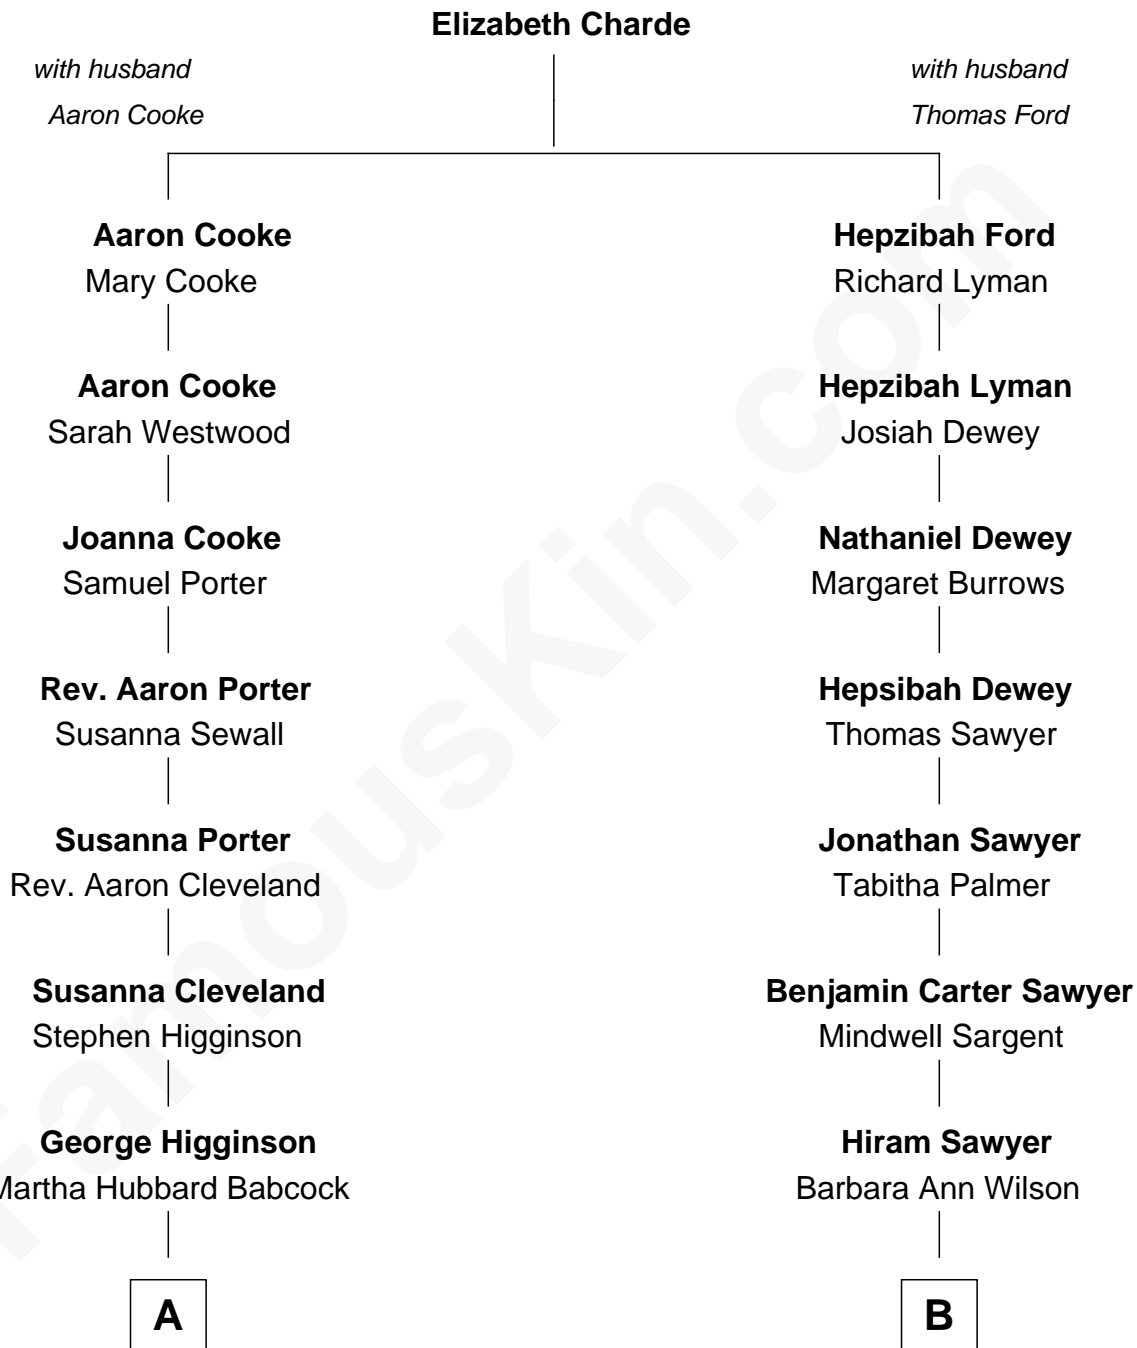 Elizabeth Charde
with husband
Aaron Cooke
with husband
Thomas Ford
Aaron Cooke
Mary Cooke
Hepzibah Ford
Richard Lyman
Aaron Cooke
Sarah Westwood
Hepzibah Lyman
Josiah Dewey
Joanna Cooke
Samuel Porter
Nathaniel Dewey
Margaret Burrows
Rev. Aaron Porter
Susanna Sewall
Hepsibah Dewey
Thomas Sawyer
Susanna Porter
Rev. Aaron Cleveland
Jonathan Sawyer
Tabitha Palmer
Susanna Cleveland
Stephen Higginson
Benjamin Carter Sawyer
Mindwell Sargent
George Higginson
Martha Hubbard Babcock
Hiram Sawyer
Barbara Ann Wilson
A
B
FamousKin.com